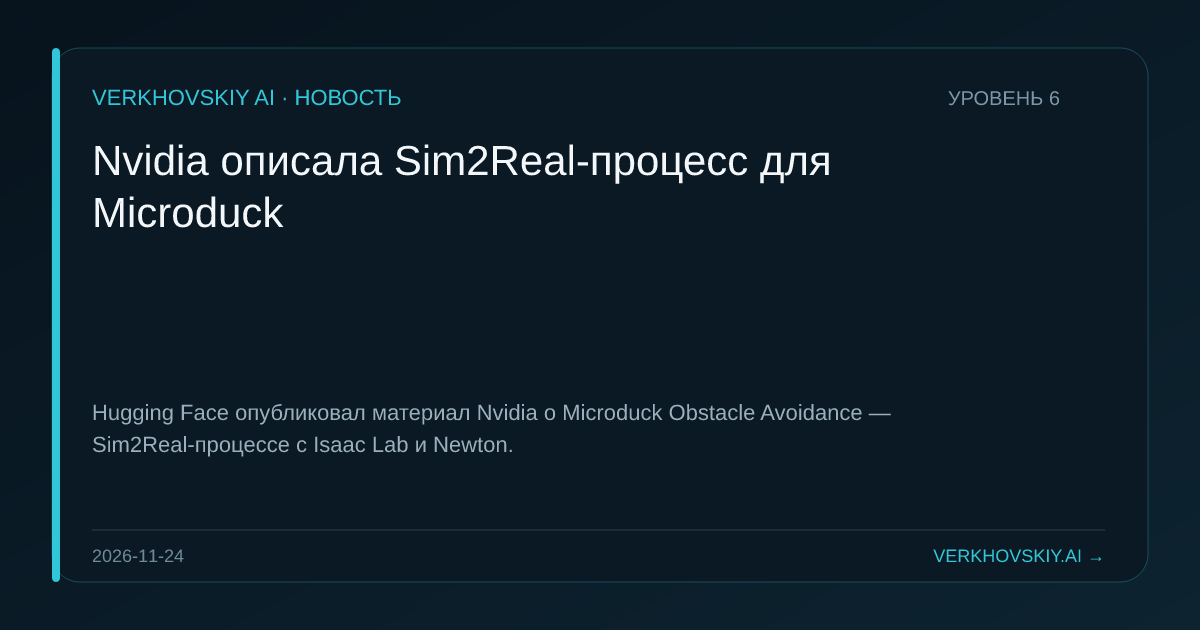 VERKHOVSKIY AI · НОВОСТЬ
УРОВЕНЬ 6
Nvidia описала Sim2Real-процесс для
Microduck
Hugging Face опубликовал материал Nvidia о Microduck Obstacle Avoidance —
Sim2Real-процессе с Isaac Lab и Newton.
2026-11-24
VERKHOVSKIY.AI →